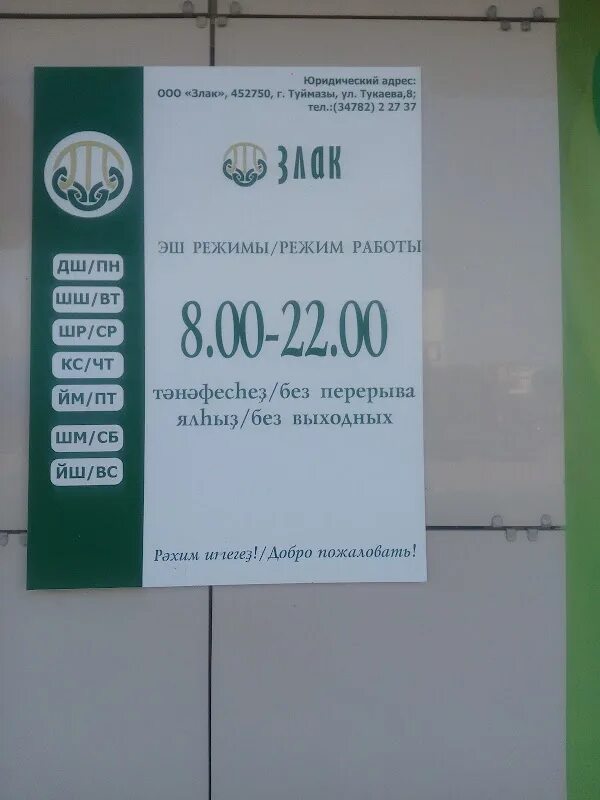 Юридический адрес:
ООО «Злак», 452750, г. Туймазы, ул. Тукаева,8;
тел.:(34782) 2 27 37
ЗЛАК
ЭШ РЕЖИМЫ/РЕЖИМ РАБОТЫ
ДШ/ПН
ШШ/ВТ
ШР/СР
КС/ЧТ
ЙМ/ПТ
ШМ/СБ
ЙШ/ВС
8.00-22.00
тәнәфесһеҙ/без перерыва
ялһыҙ/без выходных
Рәхим итегеҙ!/Добро пожаловать!